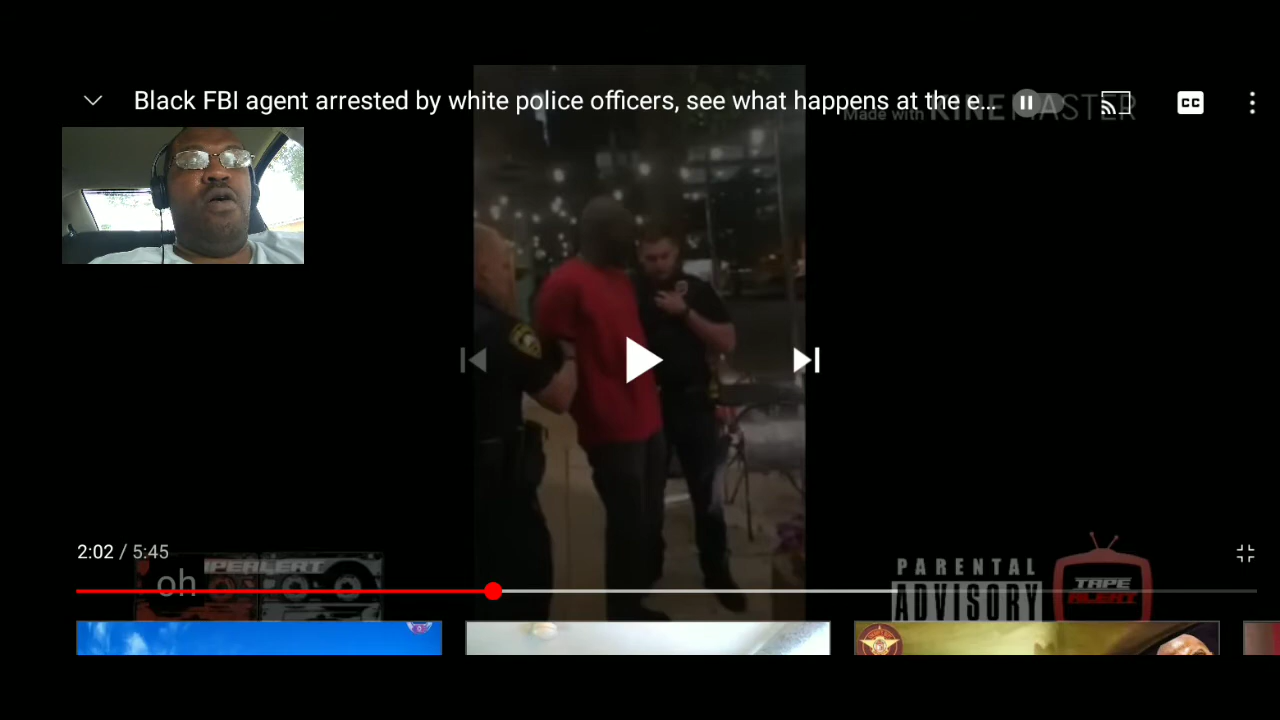 Black FBI agent arrested by white police officers, see what happens at the e...
Made with KINEMASTER
CC
2:02 / 5:45
oh
PARENTAL
ADVISORY
TAPE
ALERT